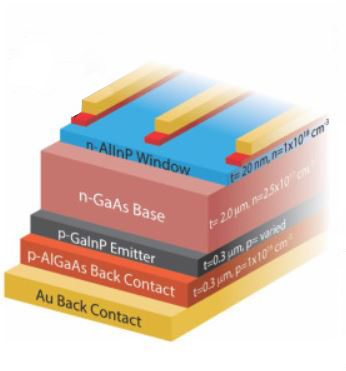 n-AlInP Window
t= 20 nm, n=1x10¹⁸ cm⁻³
n-GaAs Base
t= 2.0 μm, n=2.5x10¹⁷ cm⁻³
p-GaInP Emitter
t=0.3 μm, p= varied
p-AlGaAs Back Contact
t=0.3 μm, p=1x10¹⁸ cm⁻³
Au Back Contact